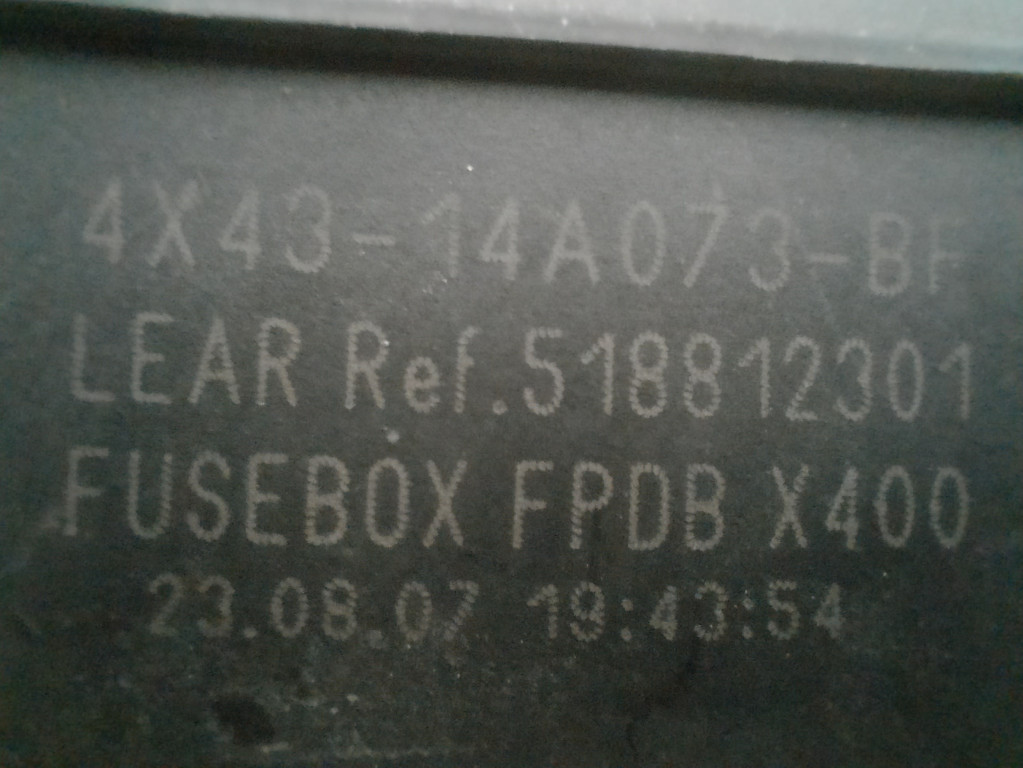 4X43-14A073-BF
LEAR Ref.518812301
FUSEBOX FPDB X400
23.08.07 19:43:54